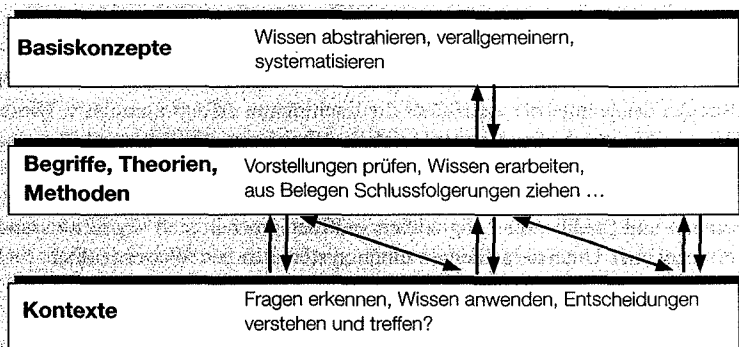 Basiskonzepte
Wissen abstrahieren, verallgemeinern,
systematisieren
Begriffe, Theorien,
Methoden
Vorstellungen prüfen, Wissen erarbeiten,
aus Belegen Schlussfolgerungen ziehen ...
Kontexte
Fragen erkennen, Wissen anwenden, Entscheidungen
verstehen und treffen?